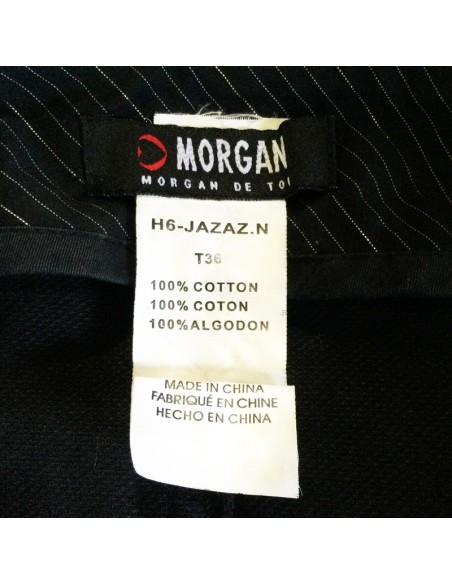 MORGAN
MORGAN DE TOI
H6-JAZAZ.N
T36
100% COTTON
100% COTON
100% ALGODON
MADE IN CHINA
FABRIQUÉ EN CHINE
HECHO EN CHINA